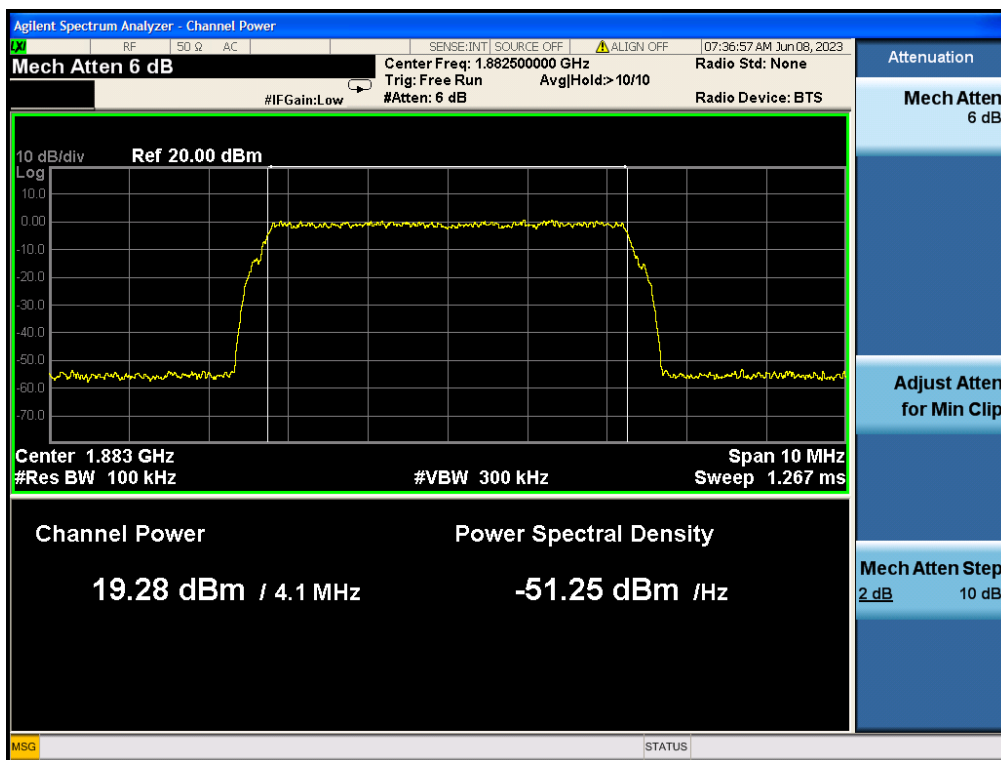 Agilent Spectrum Analyzer - Channel Power
LXI RF 50 Ω AC SENSE:INT SOURCE OFF ALIGN OFF 07:36:57 AM Jun 08, 2023
Mech Atten 6 dB
Center Freq: 1.882500000 GHz
Radio Std: None
Trig: Free Run Avg|Hold:>10/10
#IFGain:Low
#Atten: 6 dB
Radio Device: BTS
10 dB/div Ref 20.00 dBm
Log
10.0
0.00
-10.0
-20.0
-30.0
-40.0
-50.0
-60.0
-70.0
Center 1.883 GHz Span 10 MHz
#Res BW 100 kHz #VBW 300 kHz Sweep 1.267 ms
Channel Power
19.28 dBm / 4.1 MHz
Power Spectral Density
-51.25 dBm /Hz
MSG STATUS
Attenuation
Mech Atten
6 dB
Adjust Atten
for Min Clip
Mech Atten Step
2 dB 10 dB